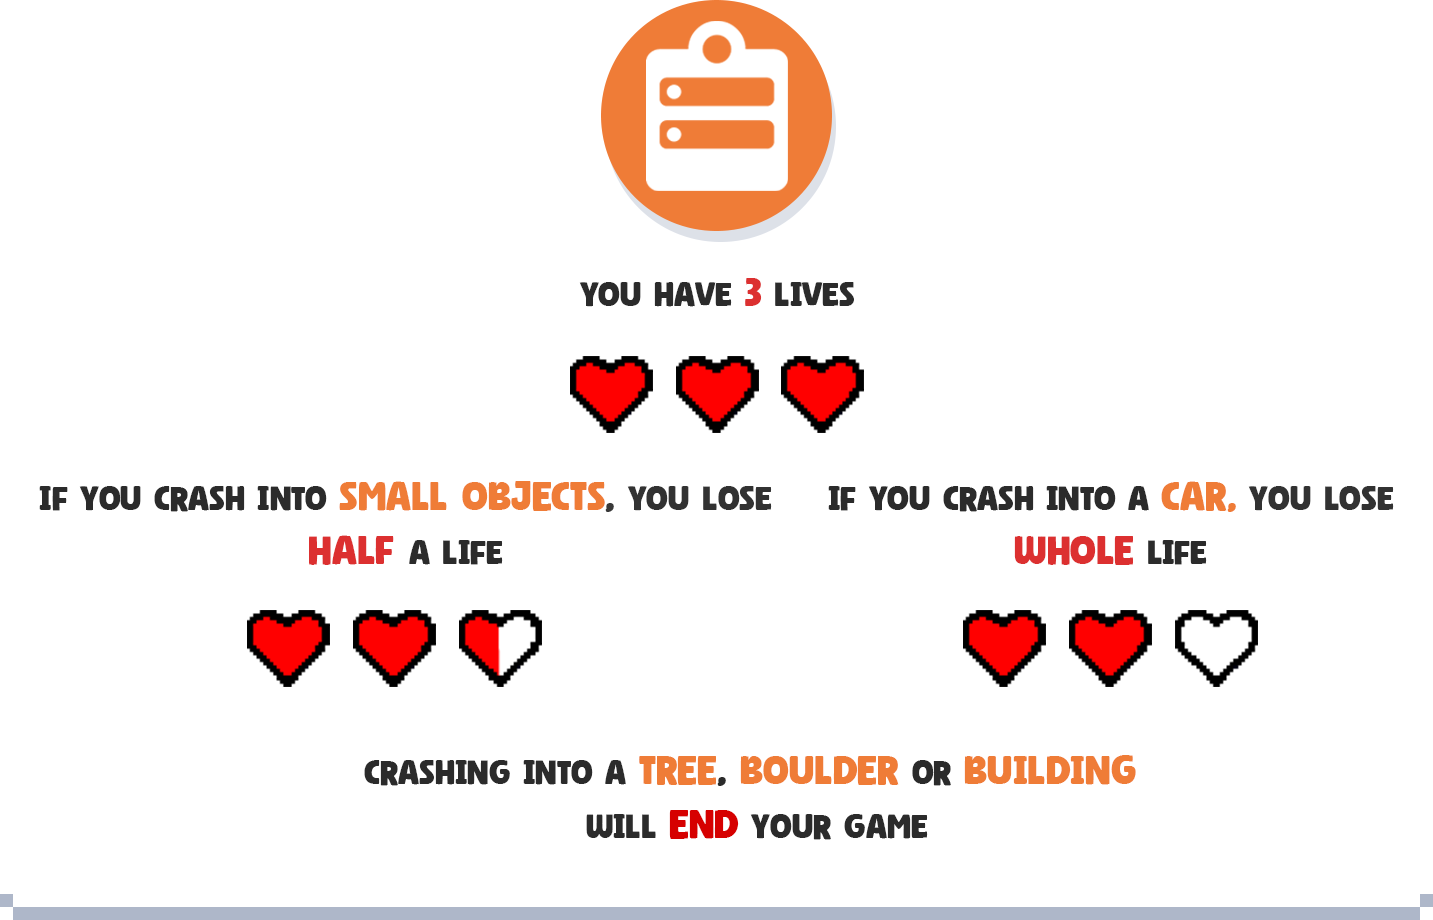 YOU HAVE 3 LIVES
IF YOU CRASH INTO SMALL OBJECTS, YOU LOSE
HALF A LIFE
IF YOU CRASH INTO A CAR, YOU LOSE
WHOLE LIFE
CRASHING INTO A TREE, BOULDER OR BUILDING
WILL END YOUR GAME